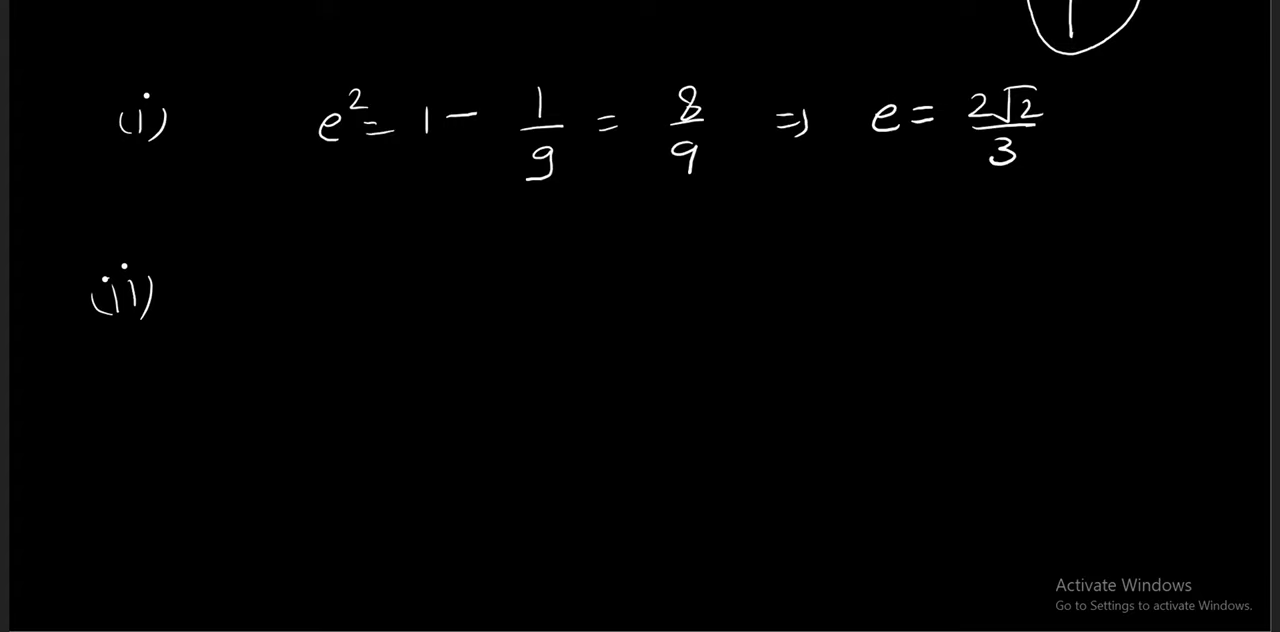 (i) e² = 1 - 1/9 = 8/9 ⇒ e = 2√2/3
(ii)
Activate Windows
Go to Settings to activate Windows.